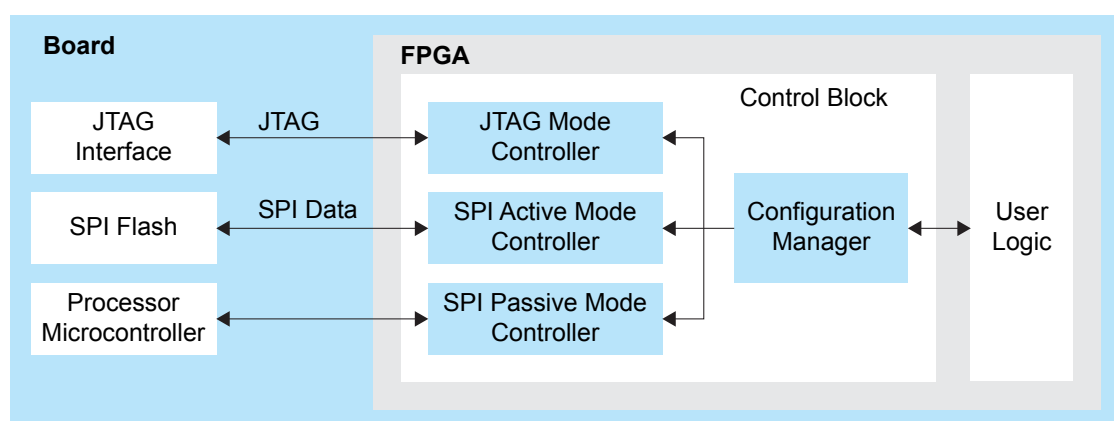 Board
FPGA
Control Block
JTAG
Interface
JTAG
JTAG Mode
Controller
SPI Flash
SPI Data
SPI Active Mode
Controller
Configuration
Manager
User
Logic
Processor
Microcontroller
SPI Passive Mode
Controller